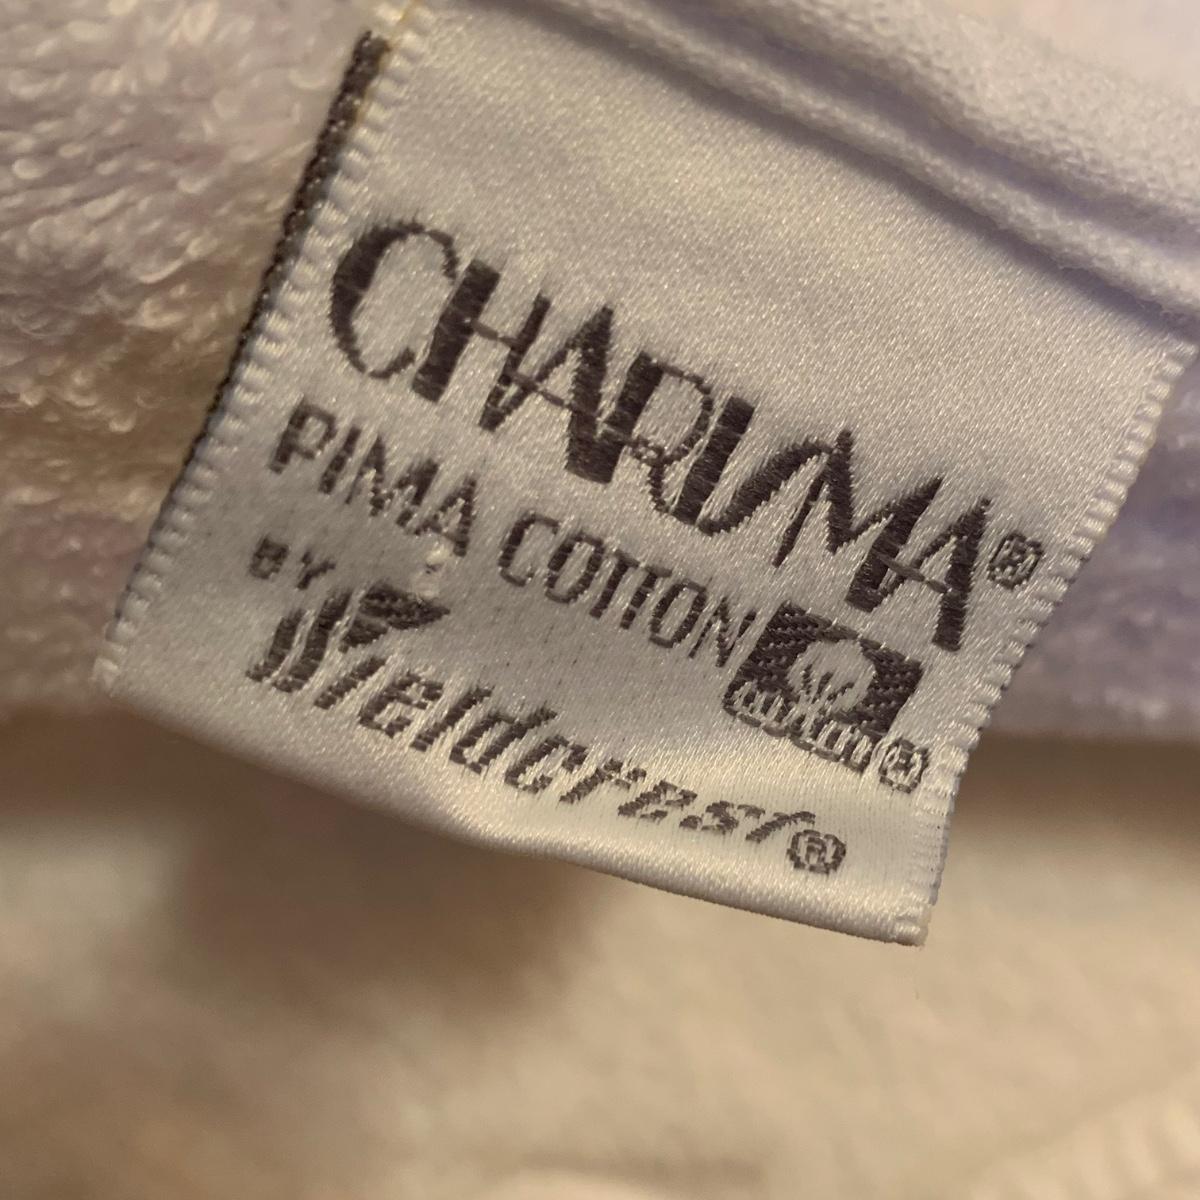 CHARISMA®
PIMA COTTON ®
BY
Fieldcrest®